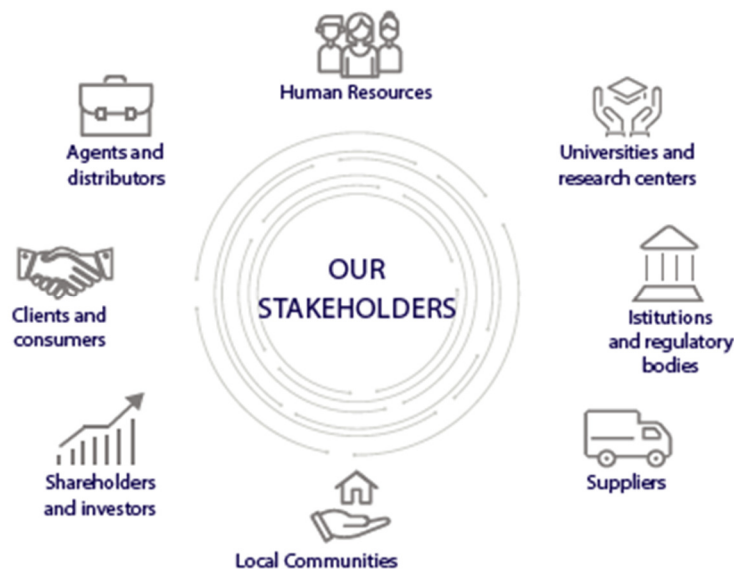 Human Resources
Agents and
distributors
Universities and
research centers
OUR
STAKEHOLDERS
Clients and
consumers
Istitutions
and regulatory
bodies
Shareholders
and investors
Suppliers
Local Communities